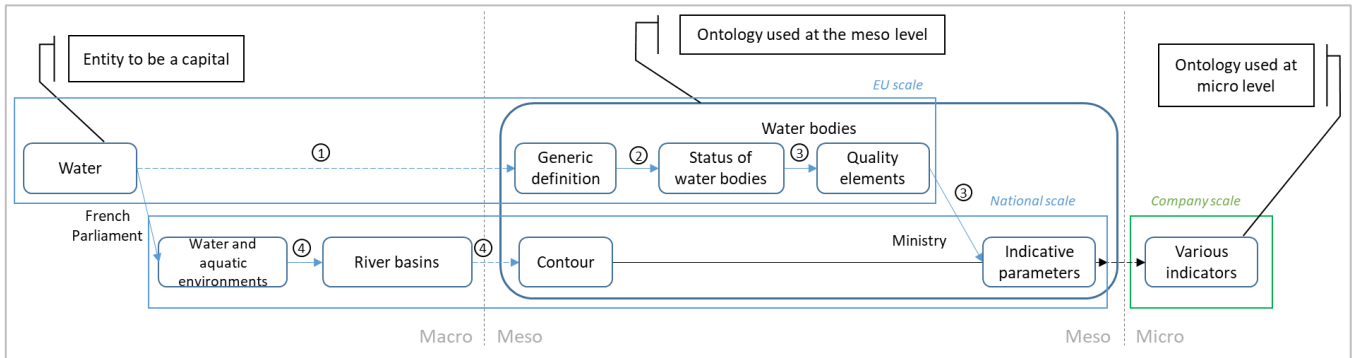 Entity to be a capital
Ontology used at the meso level
Ontology used at
micro level
EU scale
Water bodies
Water
①
Generic
definition
②
Status of
water bodies
③
Quality
elements
③
French
Parliament
National scale
Company scale
Water and
aquatic
environments
④
River basins
④
Contour
Ministry
Indicative
parameters
Various
indicators
Macro
Meso
Meso
Micro